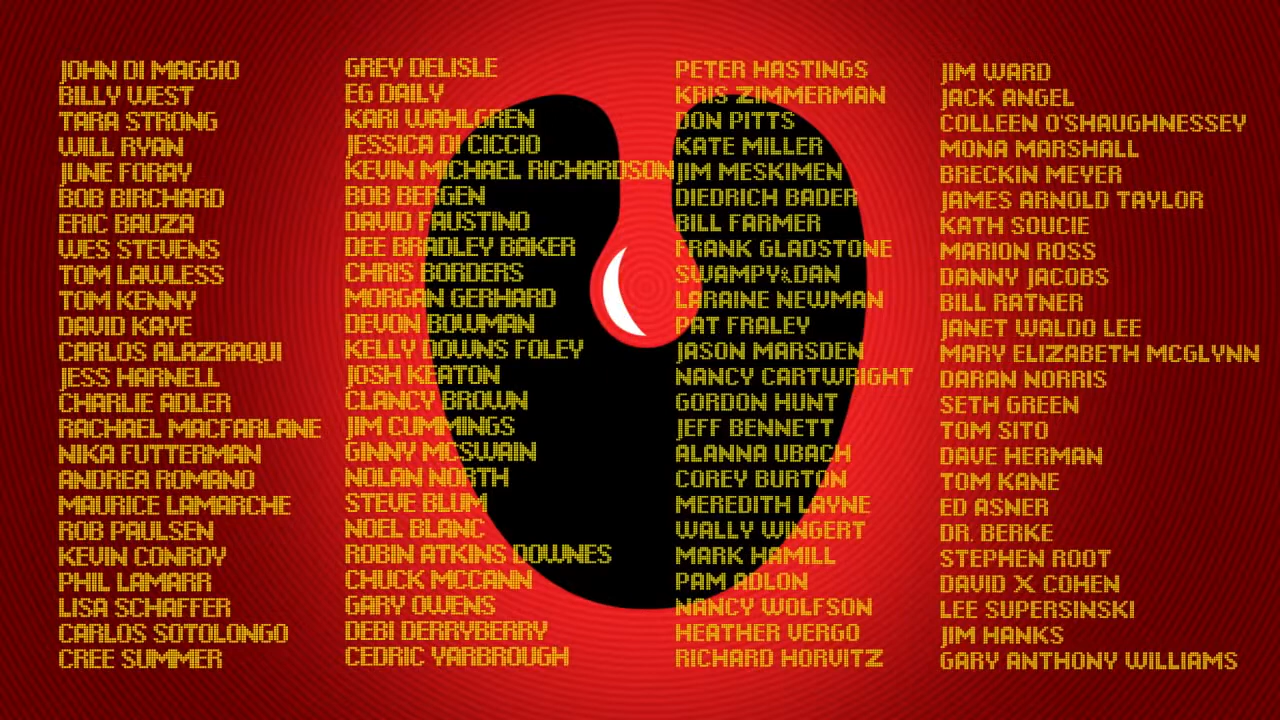 JOHN DI MAGGIO
BILLY WEST
TARA STRONG
WILL RYAN
JUNE FORAY
BOB BIRCHARD
ERIC BAUZA
WES STEVENS
TOM LAWLESS
TOM KENNY
DAVID KAYE
CARLOS ALAZRAQUI
JESS HARNELL
CHARLIE ADLER
RACHAEL MACFARLANE
NIKA FUTTERMAN
ANDREA ROMANO
MAURICE LAMARCHE
ROB PAULSEN
KEVIN CONROY
PHIL LAMARR
LISA SCHAFFER
CARLOS SOTOLONGO
CREE SUMMER
GREY DELISLE
EG DAILY
KARI WAHLGREN
JESSICA DI CICCIO
KEVIN MICHAEL RICHARDSON
BOB BERGEN
DAVID FAUSTINO
DEE BRADLEY BAKER
CHRIS BORDERS
MORGAN GERHARD
DEVON BOWMAN
KELLY DOWNS FOLEY
JOSH KEATON
CLANCY BROWN
JIM CUMMINGS
GINNY MCSWAIN
NOLAN NORTH
STEVE BLUM
NOEL BLANC
ROBIN ATKINS DOWNES
CHUCK MCCANN
GARY OWENS
DEBI DERRYBERRY
CEDRIC YARBROUGH
PETER HASTINGS
KRIS ZIMMERMAN
DON PITTS
KATE MILLER
JIM MESKIMEN
DIEDRICH BADER
BILL FARMER
FRANK GLADSTONE
SWAMPY&DAN
LARAINE NEWMAN
PAT FRALEY
JASON MARSDEN
NANCY CARTWRIGHT
GORDON HUNT
JEFF BENNETT
ALANNA UBACH
COREY BURTON
MEREDITH LAYNE
WALLY WINGERT
MARK HAMILL
PAM ADLON
NANCY WOLFSON
HEATHER VERGO
RICHARD HORVITZ
JIM WARD
JACK ANGEL
COLLEEN O'SHAUGHNESSEY
MONA MARSHALL
BRECKIN MEYER
JAMES ARNOLD TAYLOR
KATH SOUCIE
MARION ROSS
DANNY JACOBS
BILL RATNER
JANET WALDO LEE
MARY ELIZABETH MCGLYNN
DARAN NORRIS
SETH GREEN
TOM SITO
DAVE HERMAN
TOM KANE
ED ASNER
DR. BERKE
STEPHEN ROOT
DAVID X COHEN
LEE SUPERSINSKI
JIM HANKS
GARY ANTHONY WILLIAMS